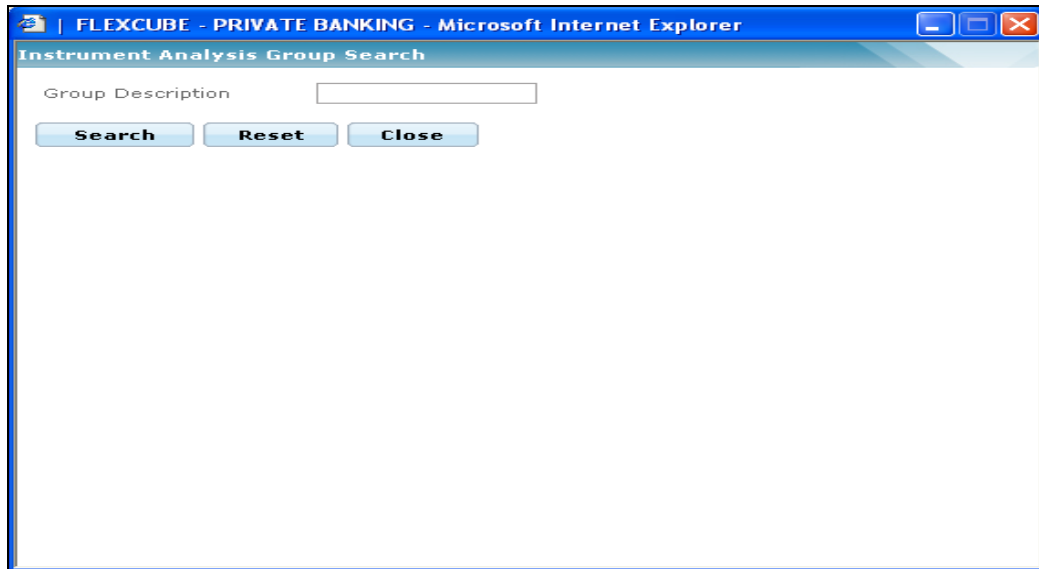 | FLEXCUBE - PRIVATE BANKING - Microsoft Internet Explorer
Instrument Analysis Group Search
Group Description
Search Reset Close